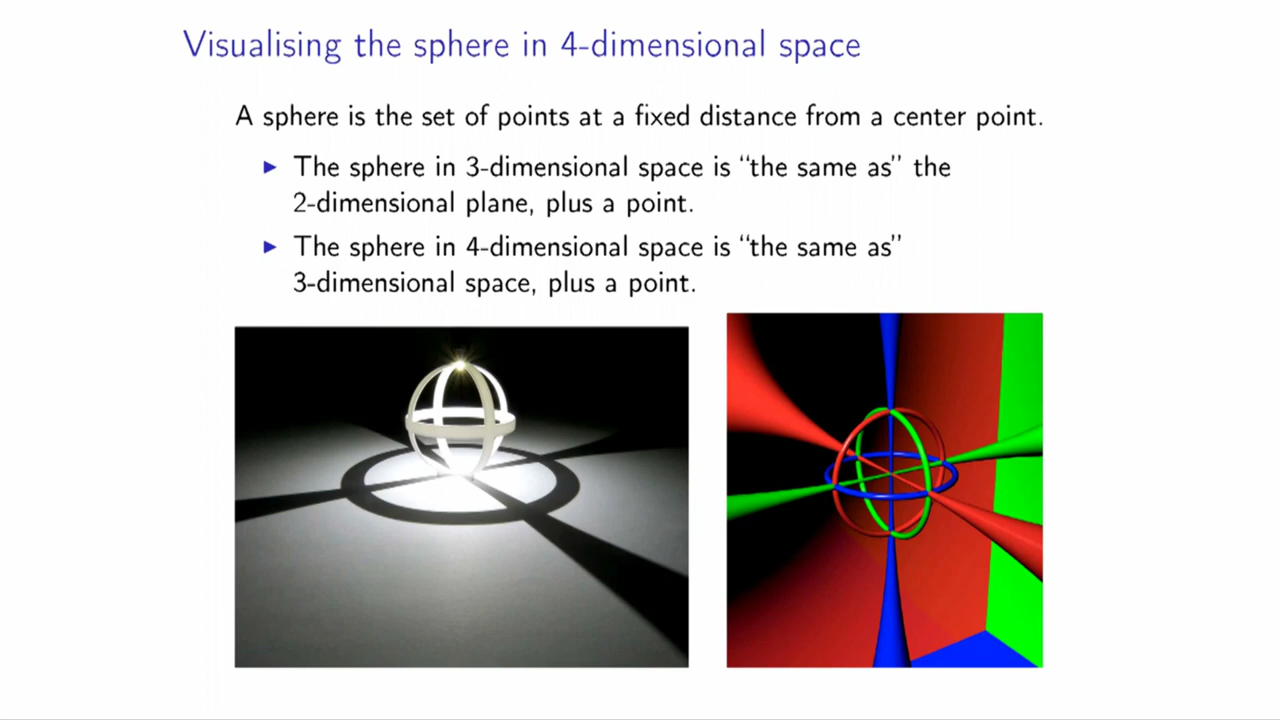 Visualising the sphere in 4-dimensional space
A sphere is the set of points at a fixed distance from a center point.
▶ The sphere in 3-dimensional space is “the same as” the
2-dimensional plane, plus a point.
▶ The sphere in 4-dimensional space is “the same as”
3-dimensional space, plus a point.